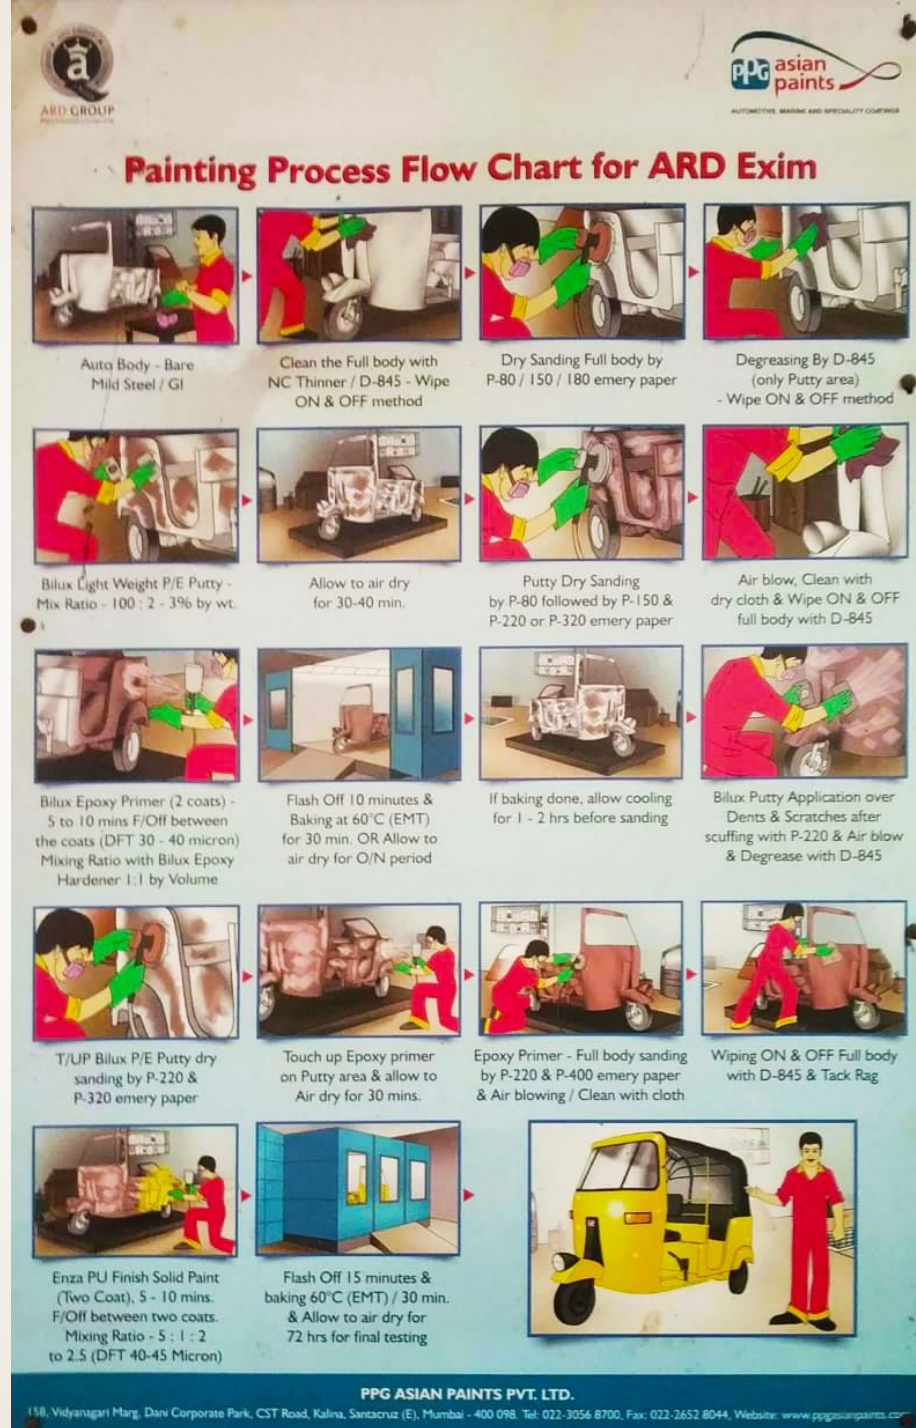 a
ARD GROUP
PPG asian
paints
AUTOMOTIVE, MARINE AND SPECIALITY COATINGS
Painting Process Flow Chart for ARD Exim
Auto Body - Bare
Mild Steel / GI
Clean the Full body with
NC Thinner / D-845 - Wipe
ON & OFF method
Dry Sanding Full body by
P-80 / 150 / 180 emery paper
Degreasing By D-845
(only Putty area)
- Wipe ON & OFF method
Bilux Light Weight P/E Putty -
Mix Ratio - 100 : 2 - 3% by wt.
Allow to air dry
for 30-40 min.
Putty Dry Sanding
by P-80 followed by P-150 &
P-220 or P-320 emery paper
Air blow, Clean with
dry cloth & Wipe ON & OFF
full body with D-845
Bilux Epoxy Primer (2 coats) -
5 to 10 mins F/Off between
the coats (DFT 30 - 40 micron)
Mixing Ratio with Bilux Epoxy
Hardener 1:1 by Volume
Flash Off 10 minutes &
Baking at 60°C (EMT)
for 30 min. OR Allow to
air dry for O/N period
If baking done, allow cooling
for 1 - 2 hrs before sanding
Bilux Putty Application over
Dents & Scratches after
scuffing with P-220 & Air blow
& Degrease with D-845
T/UP Bilux P/E Putty dry
sanding by P-220 &
P-320 emery paper
Touch up Epoxy primer
on Putty area & allow to
Air dry for 30 mins.
Epoxy Primer - Full body sanding
by P-220 & P-400 emery paper
& Air blowing / Clean with cloth
Wiping ON & OFF Full body
with D-845 & Tack Rag
Enza PU Finish Solid Paint
(Two Coat), 5 - 10 mins.
F/Off between two coats.
Mixing Ratio - 5 : 1 : 2
to 2.5 (DFT 40-45 Micron)
Flash Off 15 minutes &
baking 60°C (EMT) / 30 min.
& Allow to air dry for
72 hrs for final testing
PPG ASIAN PAINTS PVT. LTD.
158, Vidyanagari Marg, Dani Corporate Park, CST Road, Kalina, Santacruz (E), Mumbai - 400 098. Tel: 022-3056 8700, Fax: 022-2652 8044, Website: www.ppgasianpaints.com